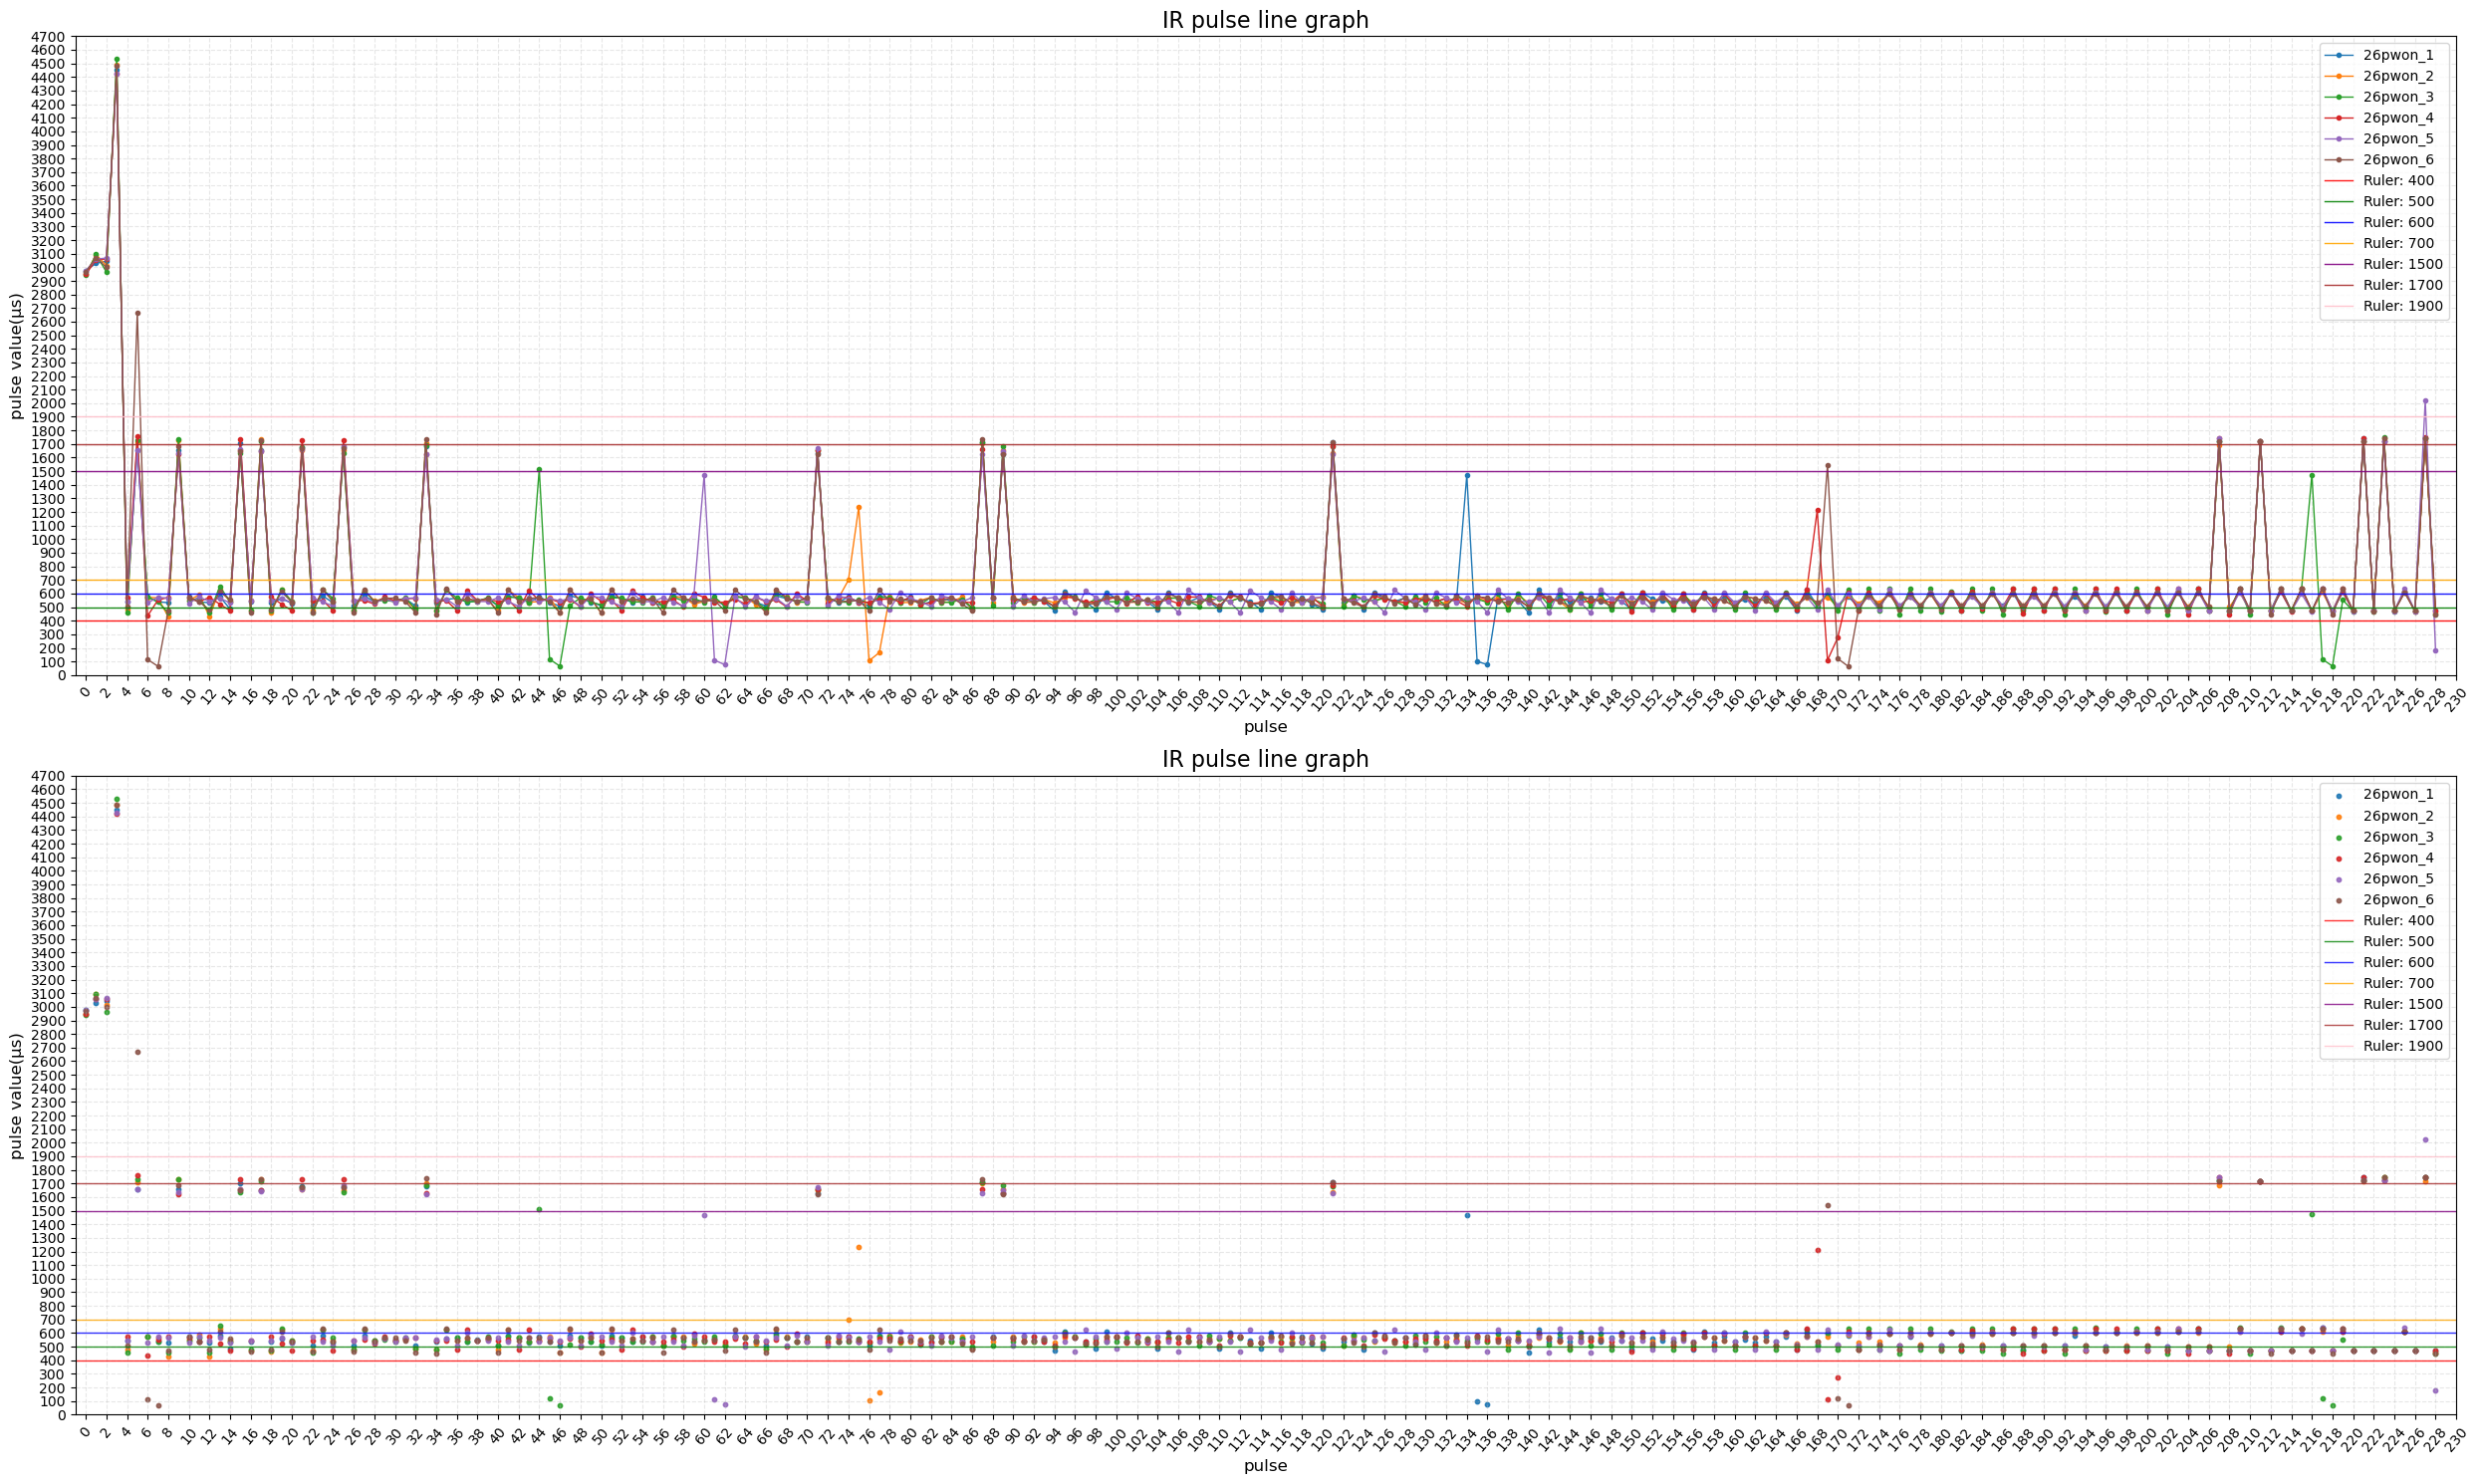 IR pulse line graph
4700
4600
4500
4400
4300
4200
4100
4000
3900
3800
3700
3600
3500
3400
3300
3200
3100
3000
2900
2800
2700
2600
2500
2400
2300
2200
2100
2000
1900
1800
1700
1600
1500
1400
1300
1200
1100
1000
900
800
700
600
500
400
300
200
100
0
pulse value(µs)
26pwon_1
26pwon_2
26pwon_3
26pwon_4
26pwon_5
26pwon_6
Ruler: 400
Ruler: 500
Ruler: 600
Ruler: 700
Ruler: 1500
Ruler: 1700
Ruler: 1900
0 2 4 6 8 10 12 14 16 18 20 22 24 26 28 30 32 34 36 38 40 42 44 46 48 50 52 54 56 58 60 62 64 66 68 70 72 74 76 78 80 82 84 86 88 90 92 94 96 98 100 102 104 106 108 110 112 114 116 118 120 122 124 126 128 130 132 134 136 138 140 142 144 146 148 150 152 154 156 158 160 162 164 166 168 170 172 174 176 178 180 182 184 186 188 190 192 194 196 198 200 202 204 206 208 210 212 214 216 218 220 222 224 226 228 230
pulse
IR pulse line graph
4700
4600
4500
4400
4300
4200
4100
4000
3900
3800
3700
3600
3500
3400
3300
3200
3100
3000
2900
2800
2700
2600
2500
2400
2300
2200
2100
2000
1900
1800
1700
1600
1500
1400
1300
1200
1100
1000
900
800
700
600
500
400
300
200
100
0
pulse value(µs)
26pwon_1
26pwon_2
26pwon_3
26pwon_4
26pwon_5
26pwon_6
Ruler: 400
Ruler: 500
Ruler: 600
Ruler: 700
Ruler: 1500
Ruler: 1700
Ruler: 1900
0 2 4 6 8 10 12 14 16 18 20 22 24 26 28 30 32 34 36 38 40 42 44 46 48 50 52 54 56 58 60 62 64 66 68 70 72 74 76 78 80 82 84 86 88 90 92 94 96 98 100 102 104 106 108 110 112 114 116 118 120 122 124 126 128 130 132 134 136 138 140 142 144 146 148 150 152 154 156 158 160 162 164 166 168 170 172 174 176 178 180 182 184 186 188 190 192 194 196 198 200 202 204 206 208 210 212 214 216 218 220 222 224 226 228 230
pulse